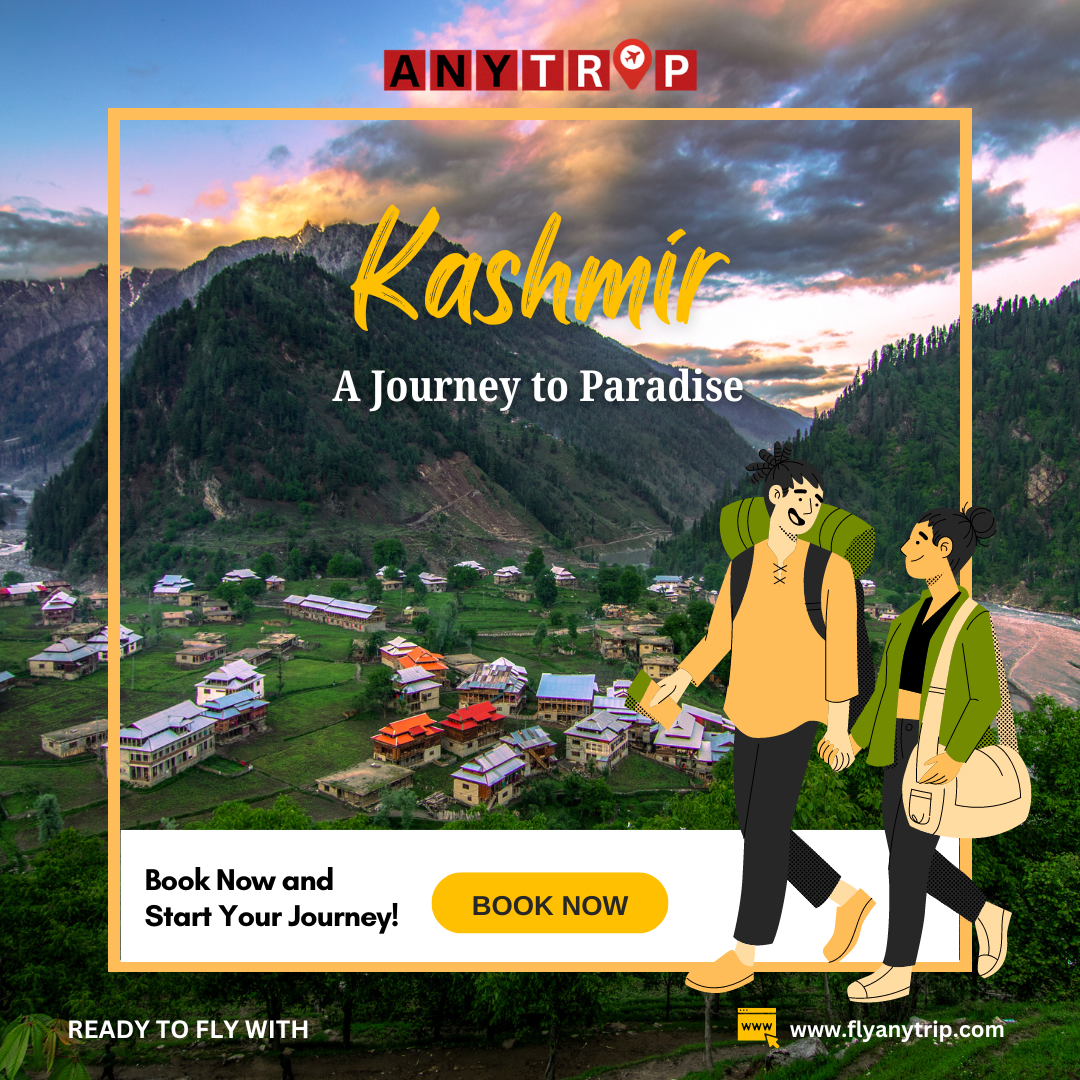 ANYTRIP
Kashmir
A Journey to Paradise
Book Now and
Start Your Journey!
BOOK NOW
READY TO FLY WITH
www
www.flyanytrip.com